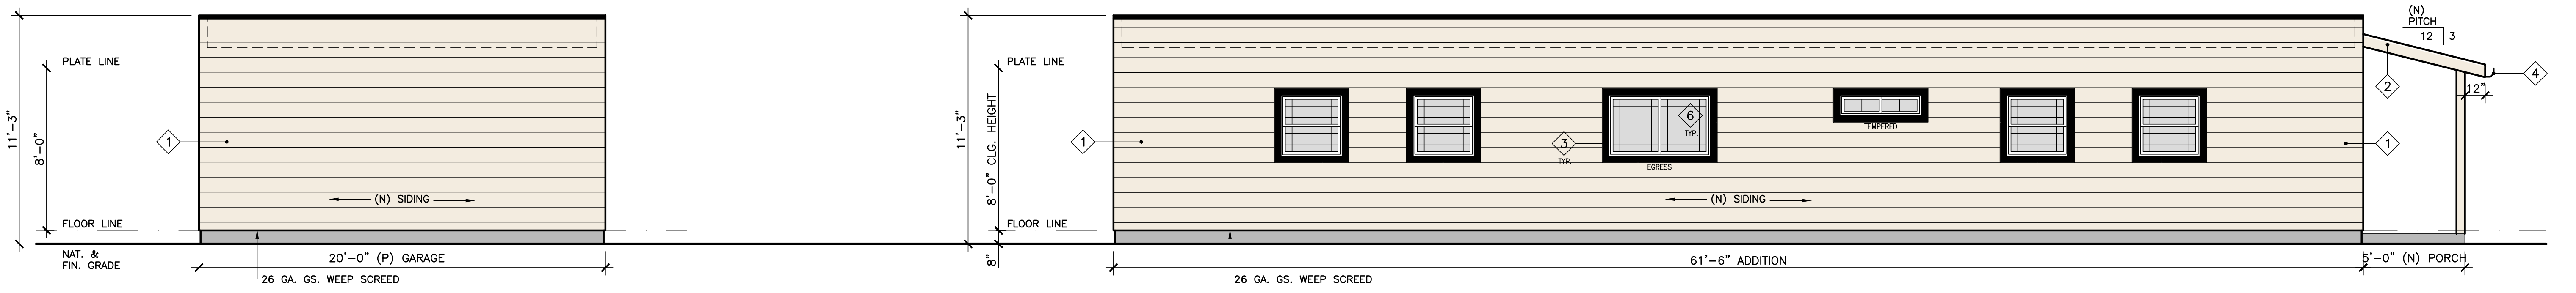 11'-3"
8'-0"
PLATE LINE
FLOOR LINE
NAT. &
FIN. GRADE
1
(N) SIDING
20'-0" (P) GARAGE
26 GA. GS. WEEP SCREED
11'-3"
8'-0" CLG. HEIGHT
8"
PLATE LINE
FLOOR LINE
1
(N) SIDING
3
TYP.
EGRESS
6
TYP.
TEMPERED
1
26 GA. GS. WEEP SCREED
61'-6" ADDITION
5'-0" (N) PORCH
(N)
PITCH
12 3
2
4
12"